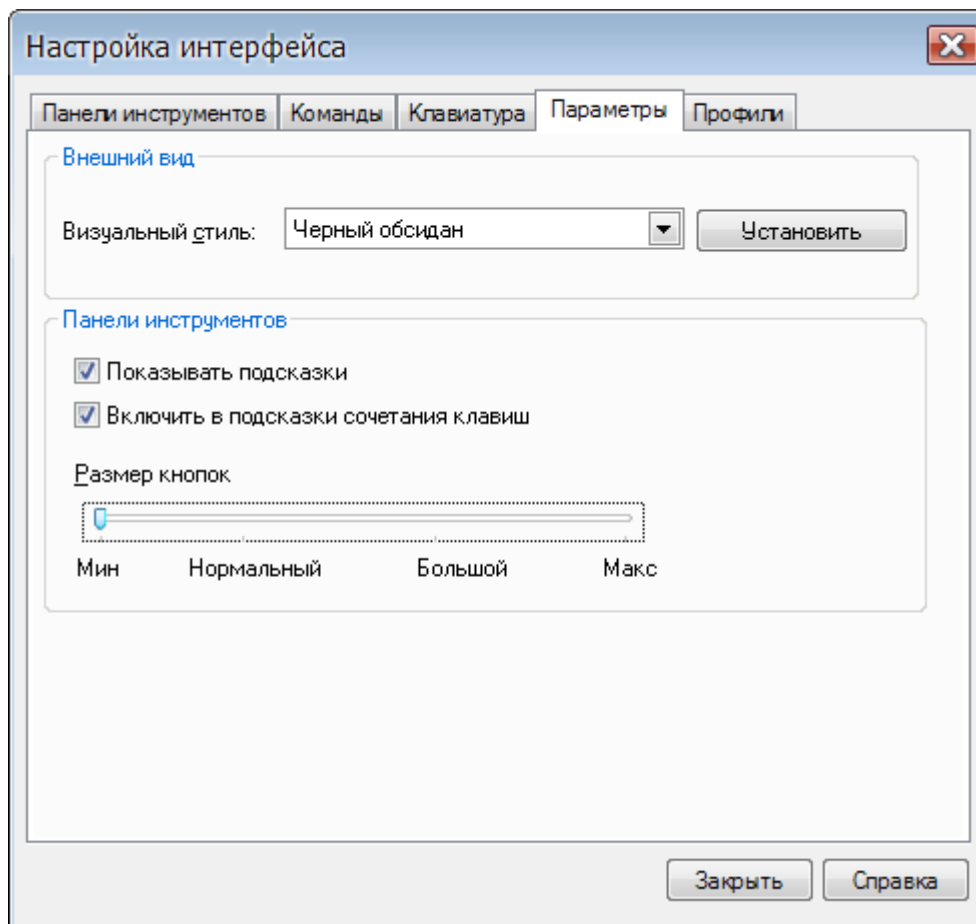 Настройка интерфейса
Панели инструментов Команды Клавиатура Параметры Профили
Внешний вид
Визуальный стиль: Черный обсидан Установить
Панели инструментов
Показывать подсказки
Включить в подсказки сочетания клавиш
Размер кнопок
Мин Нормальный Большой Макс
Закрыть Справка